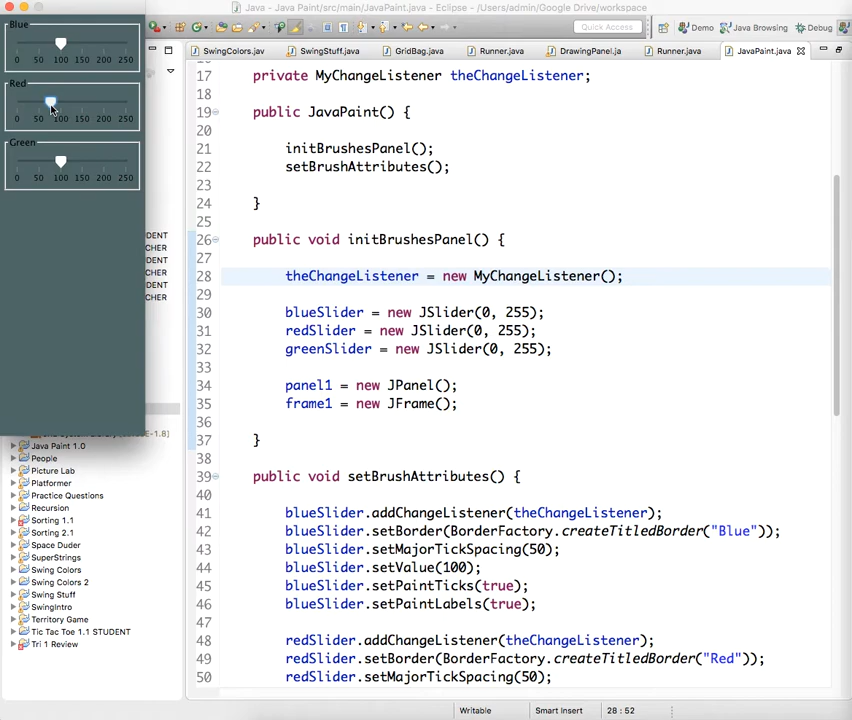 Java - Java Paint/src/main/JavaPaint.java - Eclipse - /Users/admin/Google Drive/workspace
Quick Access
Demo
Java Browsing
Debug
SwingColors.jav
SwingStuff.java
GridBag.java
Runner.java
DrawingPanel.ja
Runner.java
JavaPaint.java
Blue
0 50 100 150 200 250
Red
0 50 100 150 200 250
Green
0 50 100 150 200 250
DENT
CHER
DENT
CHER
DENT
CHER
E-1.8]
Java Paint 1.0
People
Picture Lab
Platformer
Practice Questions
Recursion
Sorting 1.1
Sorting 2.1
Space Duder
SuperStrings
Swing Colors
Swing Colors 2
Swing Stuff
SwingIntro
Territory Game
Tic Tac Toe 1.1 STUDENT
Tri 1 Review
17 private MyChangeListener theChangeListener;
18
19 public JavaPaint() {
20
21 initBrushesPanel();
22 setBrushAttributes();
23
24 }
25
26 public void initBrushesPanel() {
27
28 theChangeListener = new MyChangeListener();
29
30 blueSlider = new JSlider(0, 255);
31 redSlider = new JSlider(0, 255);
32 greenSlider = new JSlider(0, 255);
33
34 panel1 = new JPanel();
35 frame1 = new JFrame();
36
37 }
38
39 public void setBrushAttributes() {
40
41 blueSlider.addChangeListener(theChangeListener);
42 blueSlider.setBorder(BorderFactory.createTitledBorder("Blue"));
43 blueSlider.setMajorTickSpacing(50);
44 blueSlider.setValue(100);
45 blueSlider.setPaintTicks(true);
46 blueSlider.setPaintLabels(true);
47
48 redSlider.addChangeListener(theChangeListener);
49 redSlider.setBorder(BorderFactory.createTitledBorder("Red"));
50 redSlider.setMajorTickSpacing(50);
Writable
Smart Insert
28 : 52